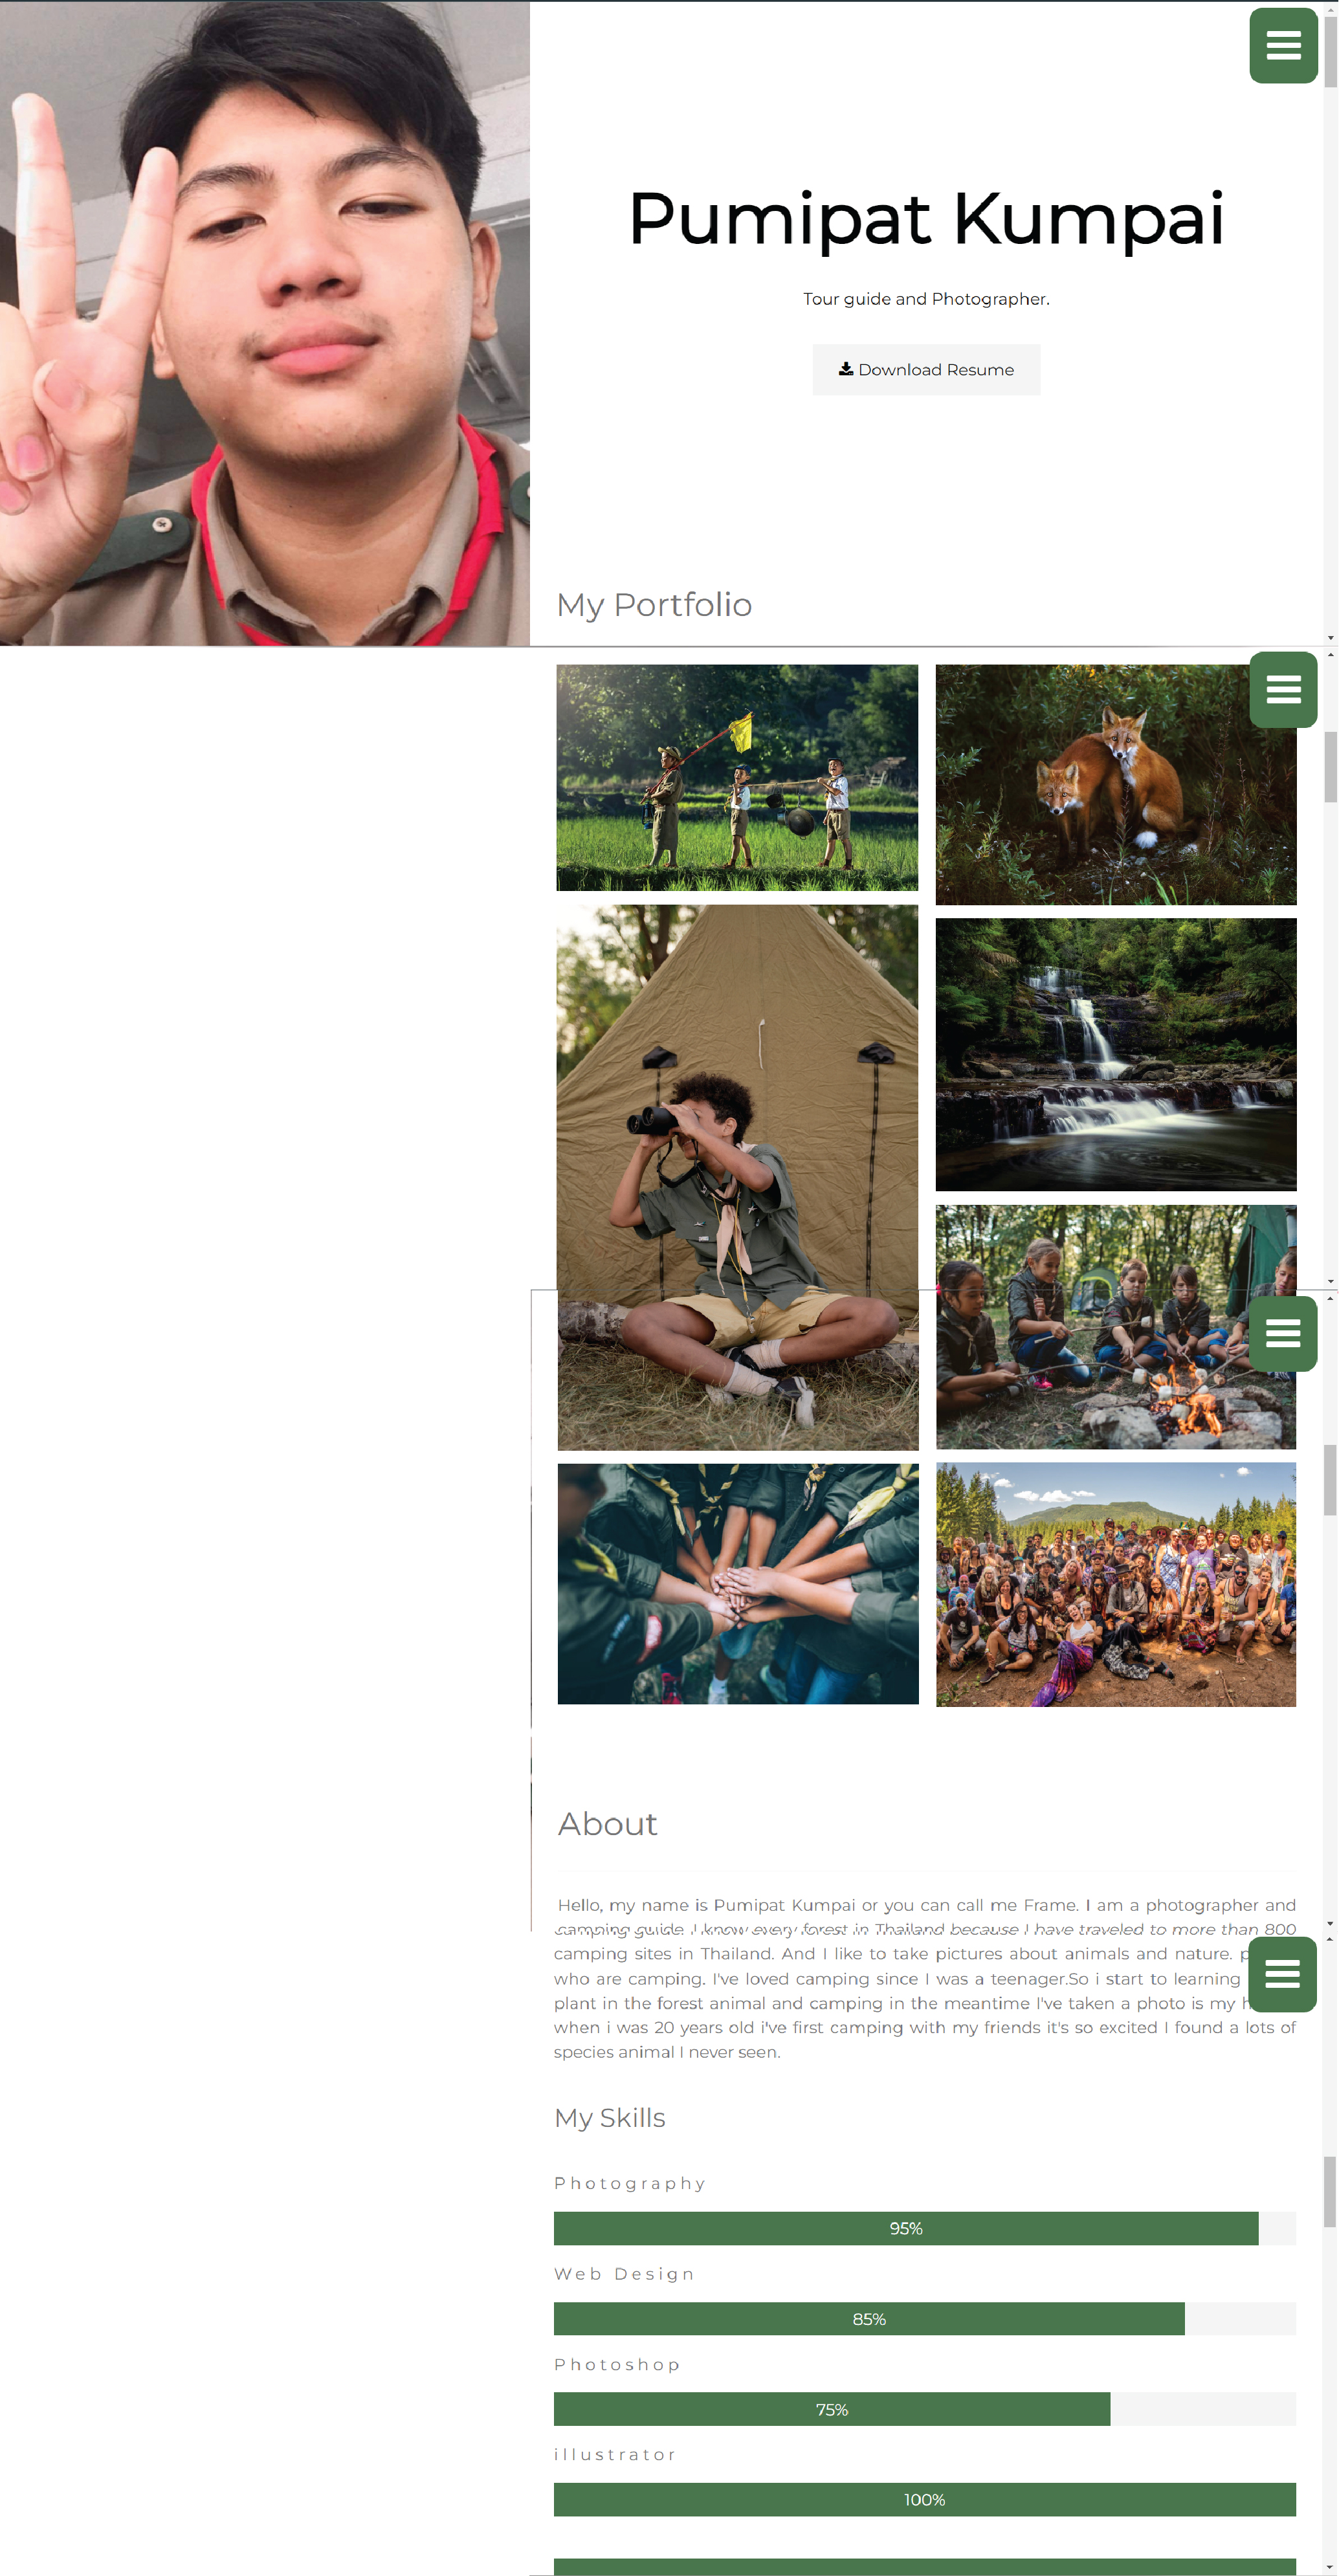 Pumipat Kumpai
Tour guide and Photographer.
Download Resume
My Portfolio
About
Hello, my name is Pumipat Kumpai or you can call me Frame. I am a photographer and
camping guide .I know every forest in Thailand because I have traveled to more than 800
camping sites in Thailand. And I like to take pictures about animals and nature.
who are camping. I've loved camping since I was a teenager.So i start to learning
plant in the forest animal and camping in the meantime I've taken a photo is my
when i was 20 years old i've first camping with my friends it's so excited I found a lots of
species animal I never seen.
My Skills
Photography
95%
Web Design
85%
Photoshop
75%
illustrator
100%